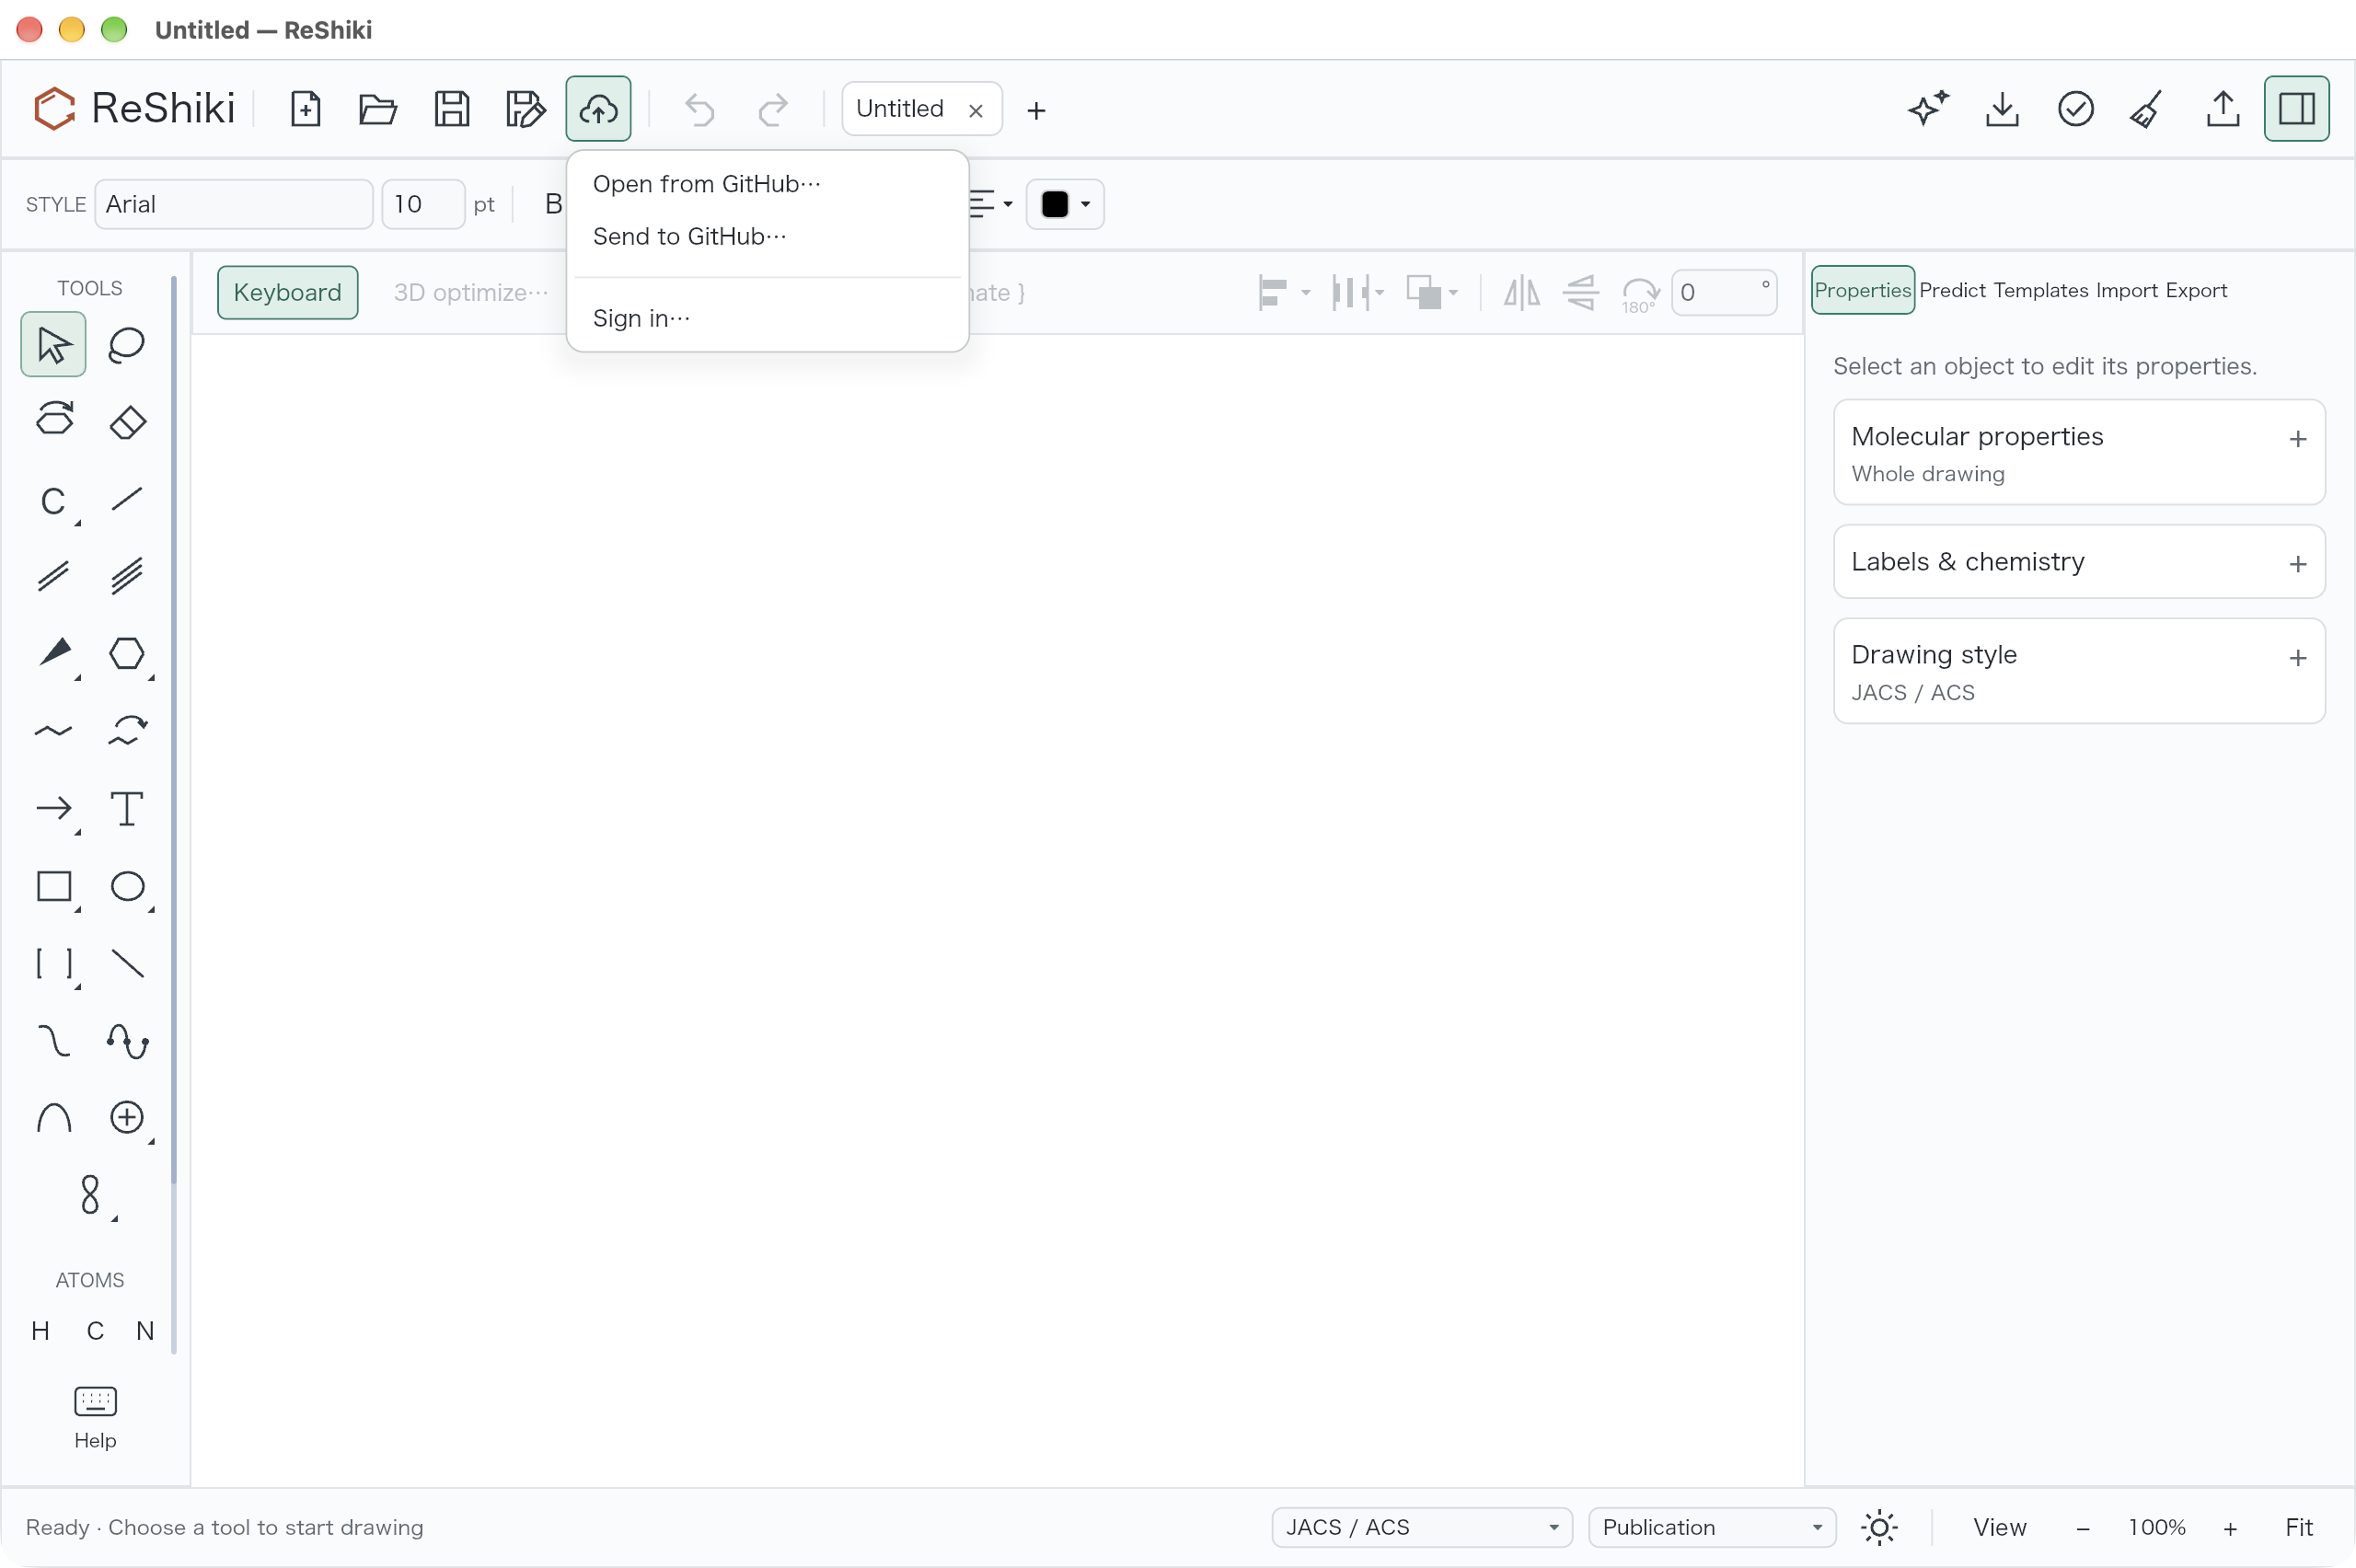 Untitled — ReShiki
ReShiki
Untitled × +
STYLE Arial 10 pt B
Open from GitHub···
Send to GitHub···
Sign in···
TOOLS
Keyboard 3D optimize··· nate }
180°
0 °
Properties Predict Templates Import Export
Select an object to edit its properties.
Molecular properties +
Whole drawing
Labels & chemistry +
Drawing style +
JACS / ACS
C
T
[ ]
ATOMS
H C N
Help
Ready · Choose a tool to start drawing
JACS / ACS Publication View − 100% + Fit